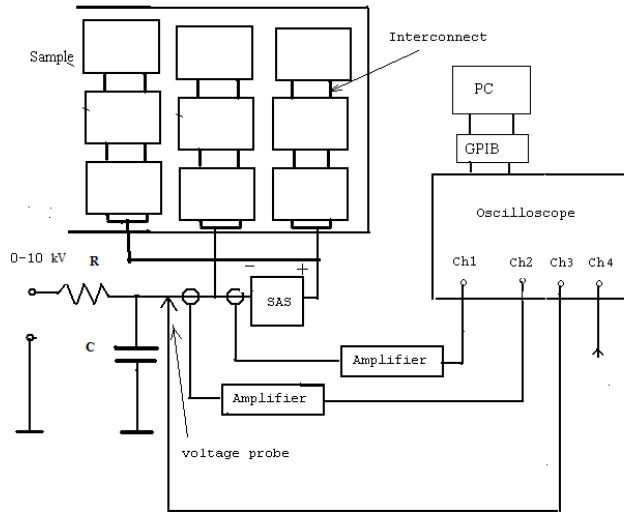 Sample
Interconnect
PC
GPIB
Oscilloscope
Ch1 Ch2 Ch3 Ch4
0-10 kV
R
- +
SAS
C
Amplifier
Amplifier
voltage probe